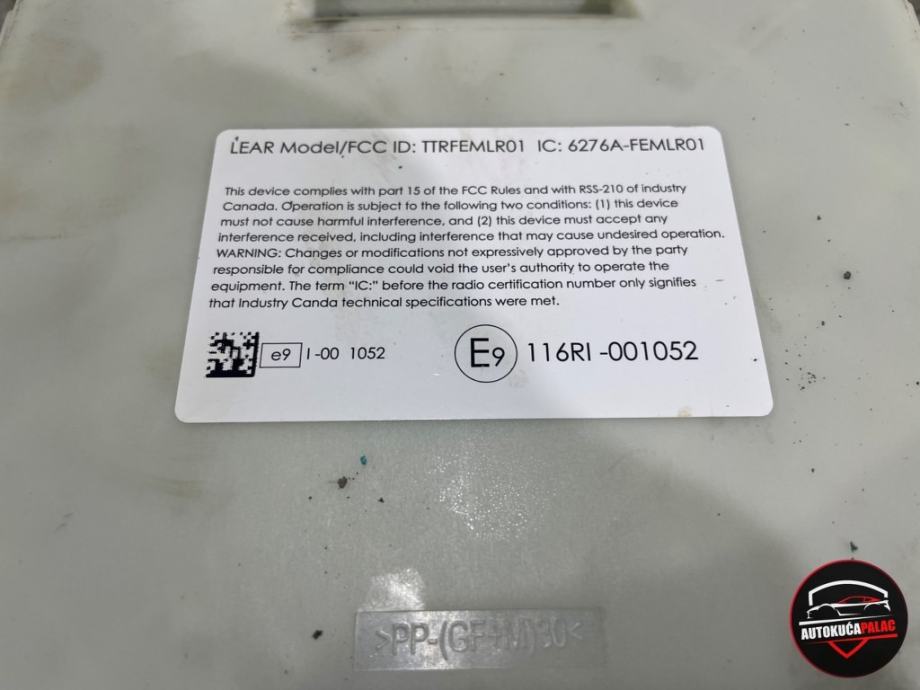 LEAR Model/FCC ID: TTRFEMLR01 IC: 6276A-FEMLR01
This device complies with part 15 of the FCC Rules and with RSS-210 of industry
Canada. Operation is subject to the following two conditions: (1) this device
must not cause harmful interference, and (2) this device must accept any
interference received, including interference that may cause undesired operation.
WARNING: Changes or modifications not expressively approved by the party
responsible for compliance could void the user's authority to operate the
equipment. The term "IC:" before the radio certification number only signifies
that Industry Canda technical specifications were met.
e9 I-00 1052 E9 116RI-001052
>PP-(GF+M)30<
AUTOKUĆAPALAC